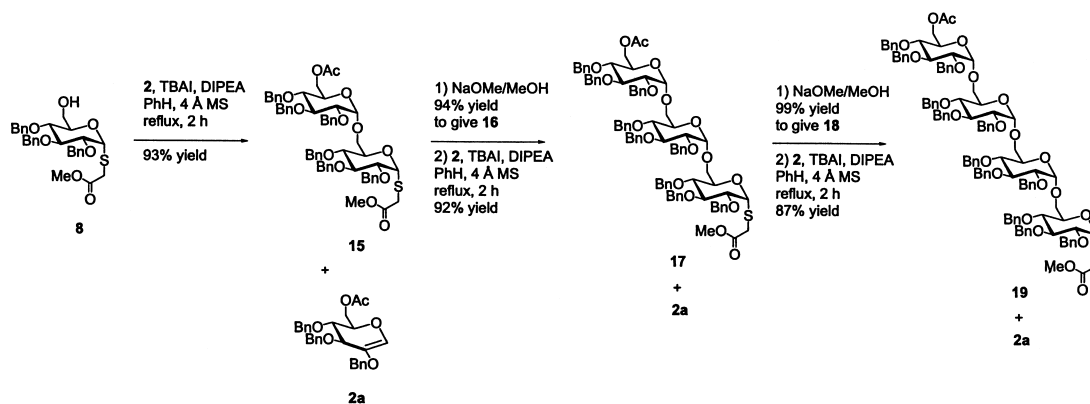 OH
BnO
BnO
BnO
S
MeO
O
O
8
2, TBAI, DIPEA
PhH, 4 Å MS
reflux, 2 h
93% yield
OAc
BnO
BnO
BnO
O
O
BnO
BnO
BnO
O
S
MeO
O
15
+
OAc
BnO
BnO
BnO
O
2a
1) NaOMe/MeOH
94% yield
to give 16
2) 2, TBAI, DIPEA
PhH, 4 Å MS
reflux, 2 h
92% yield
OAc
BnO
BnO
BnO
O
O
BnO
BnO
BnO
O
O
BnO
BnO
BnO
O
S
MeO
O
17
+
2a
1) NaOMe/MeOH
99% yield
to give 18
2) 2, TBAI, DIPEA
PhH, 4 Å MS
reflux, 2 h
87% yield
OAc
BnO
BnO
BnO
O
O
BnO
BnO
BnO
O
O
BnO
BnO
BnO
O
O
BnO
BnO
BnO
MeO
O
19
+
2a